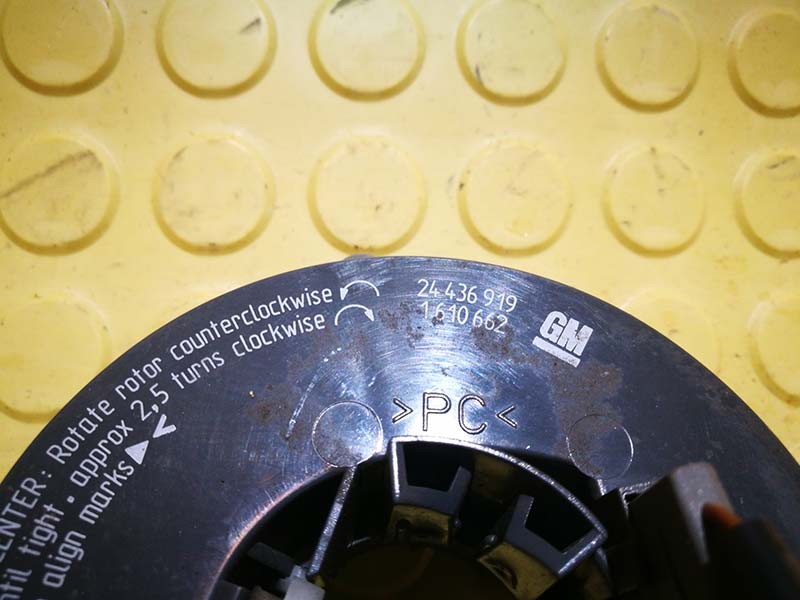 CENTER: Rotate rotor counterclockwise
until tight • approx 2,5 turns clockwise
align marks
24 436 919
1 610 662
GM
>PC<